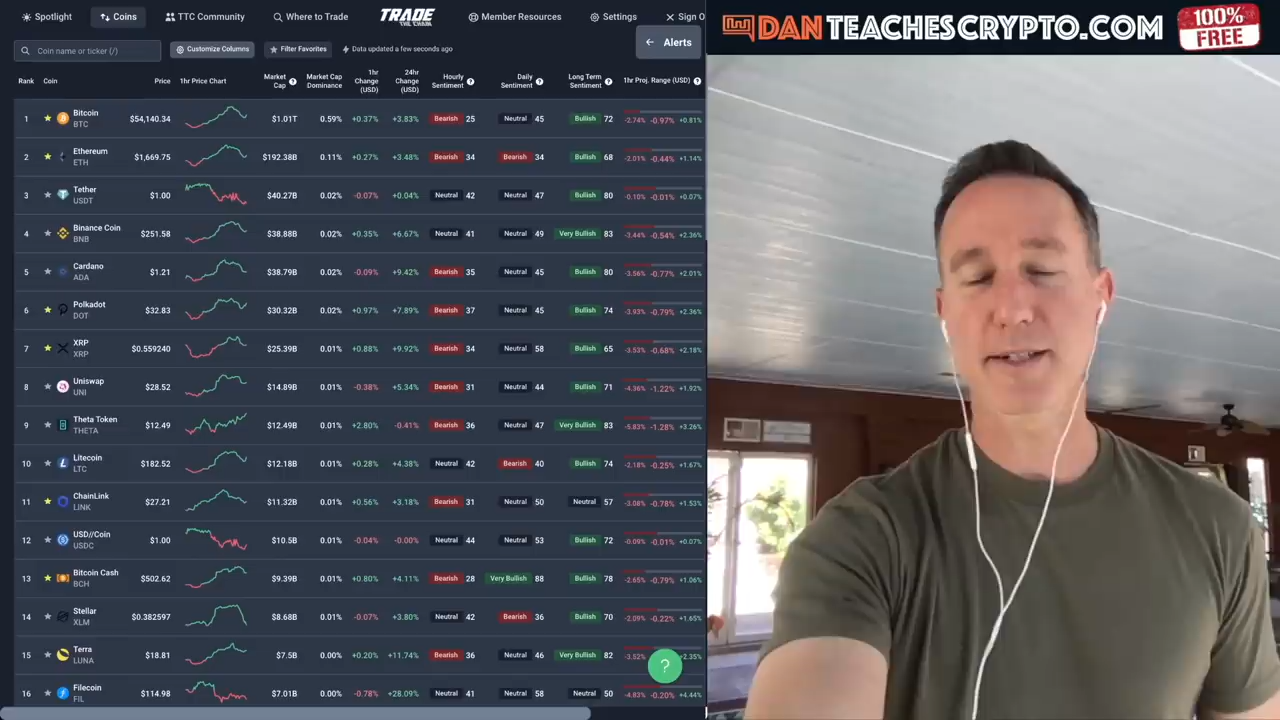 Spotlight Coins TTC Community Where to Trade TRADE THE CHAIN Member Resources Settings Sign O
DANTEACHESCRYPTO.COM 100% FREE
Coin name or ticker (/) Customize Columns Filter Favorites Data updated a few seconds ago Alerts
Rank Coin Price 1hr Price Chart Market Cap ? Market Cap Dominance 1hr Change (USD) 24hr Change (USD) Hourly Sentiment ? Daily Sentiment ? Long Term Sentiment ? 1hr Proj. Range (USD) ?
1 Bitcoin BTC $54,140.34 $1.01T 0.59% +0.37% +3.83% Bearish 25 Neutral 45 Bullish 72 -2.74% -0.97% +0.81%
2 Ethereum ETH $1,669.75 $192.38B 0.11% +0.27% +3.48% Bearish 34 Bearish 34 Bullish 68 -2.01% -0.44% +1.14%
3 Tether USDT $1.00 $40.27B 0.02% -0.07% +0.04% Neutral 42 Neutral 47 Bullish 80 -0.10% -0.01% +0.07%
4 Binance Coin BNB $251.58 $38.88B 0.02% +0.35% +6.67% Neutral 41 Neutral 49 Very Bullish 83 -3.44% -0.54% +2.36%
5 Cardano ADA $1.21 $38.79B 0.02% -0.09% +9.42% Bearish 35 Neutral 45 Bullish 80 -3.56% -0.77% +2.01%
6 Polkadot DOT $32.83 $30.32B 0.02% +0.97% +7.89% Bearish 37 Neutral 45 Bullish 74 -3.93% -0.79% +2.36%
7 XRP XRP $0.559240 $25.39B 0.01% +0.88% +9.92% Bearish 34 Neutral 58 Bullish 65 -3.53% -0.68% +2.18%
8 Uniswap UNI $28.52 $14.89B 0.01% -0.38% +5.34% Bearish 31 Neutral 44 Bullish 71 -4.36% -1.22% +1.92%
9 Theta Token THETA $12.49 $12.49B 0.01% +2.80% -0.41% Bearish 36 Neutral 47 Very Bullish 83 -5.83% -1.28% +3.26%
Litecoin LTC $182.52 $12.18B 0.01% +0.28% +4.38% Neutral 42 Bearish 40 Bullish 74 -2.18% -0.25% +1.67%
11 ChainLink LINK $27.21 $11.32B 0.01% +0.56% +3.18% Bearish 31 Neutral 50 Neutral 57 -3.08% -0.78% +1.53%
12 USD//Coin USDC $1.00 $10.5B 0.01% -0.04% -0.00% Neutral 44 Neutral 53 Bullish 72 -0.09% -0.01% +0.07%
13 Bitcoin Cash BCH $502.62 $9.39B 0.01% +0.80% +4.11% Bearish 28 Very Bullish 88 Bullish 78 -2.65% -0.79% +1.06%
14 Stellar XLM $0.382597 $8.68B 0.01% -0.07% +3.80% Neutral 42 Bearish 36 Bullish 70 -2.09% -0.22% +1.65%
15 Terra LUNA $18.81 $7.5B 0.00% +0.20% +11.74% Bearish 36 Neutral 46 Very Bullish 82 -3.52% +2.35%
16 Filecoin FIL $114.98 $7.01B 0.00% -0.78% +28.09% Neutral 41 Neutral 58 Neutral 50 -4.83% -0.20% +4.44%
?